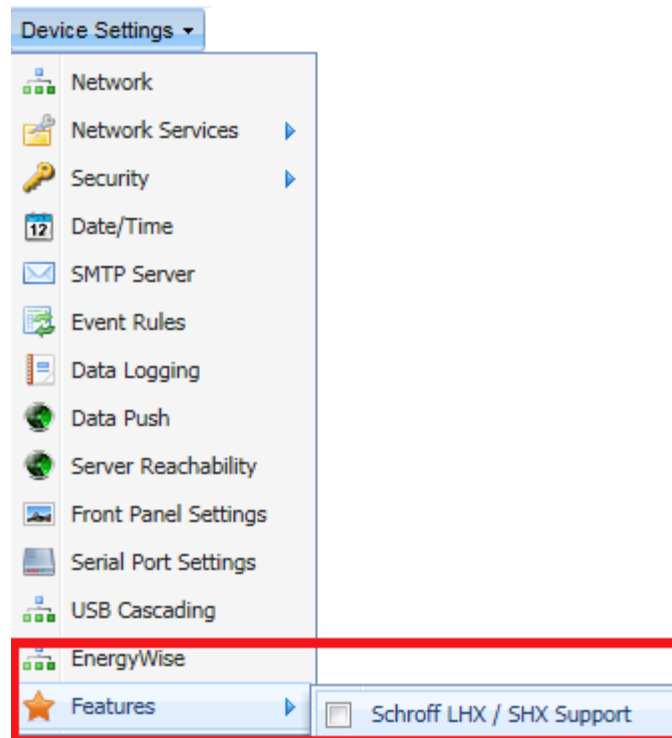 Device Settings
Network
Network Services
Security
12
Date/Time
SMTP Server
Event Rules
Data Logging
Data Push
Server Reachability
Front Panel Settings
Serial Port Settings
USB Cascading
EnergyWise
Features
Schroff LHX / SHX Support